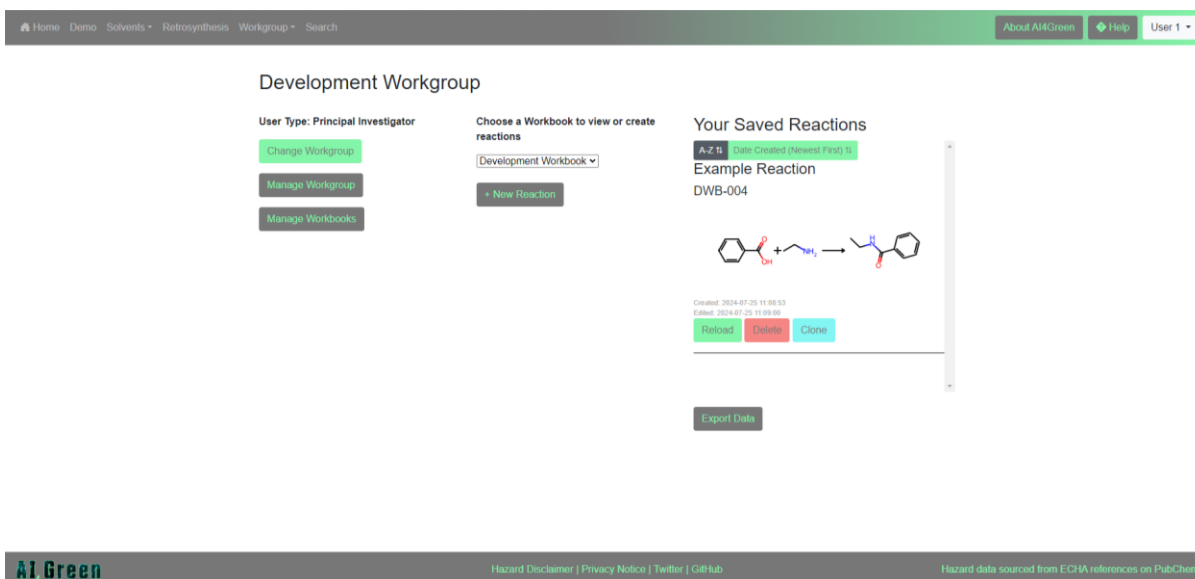 Home Demo Solvents Retrosynthesis Workgroup Search About AI4Green Help User 1
Development Workgroup
User Type: Principal Investigator
Change Workgroup
Manage Workgroup
Manage Workbooks
Choose a Workbook to view or create
reactions
Development Workbook
+ New Reaction
Your Saved Reactions
A-Z Date Created (Newest First)
Example Reaction
DWB-004
O
OH
+
NH2
H
N
O
Created: 2024-07-25 11:08:53
Edited: 2024-07-25 11:09:00
Reload Delete Clone
Export Data
AI Green Hazard Disclaimer | Privacy Notice | Twitter | GitHub Hazard data sourced from ECHA references on PubChem